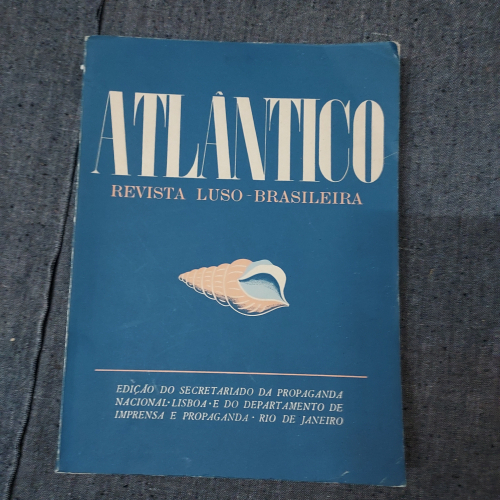 ATLÂNTICO
REVISTA LUSO-BRASILEIRA
EDIÇÃO DO SECRETARIADO DA PROPAGANDA
NACIONAL·LISBOA·E DO DEPARTAMENTO DE
IMPRENSA E PROPAGANDA·RIO DE JANEIRO